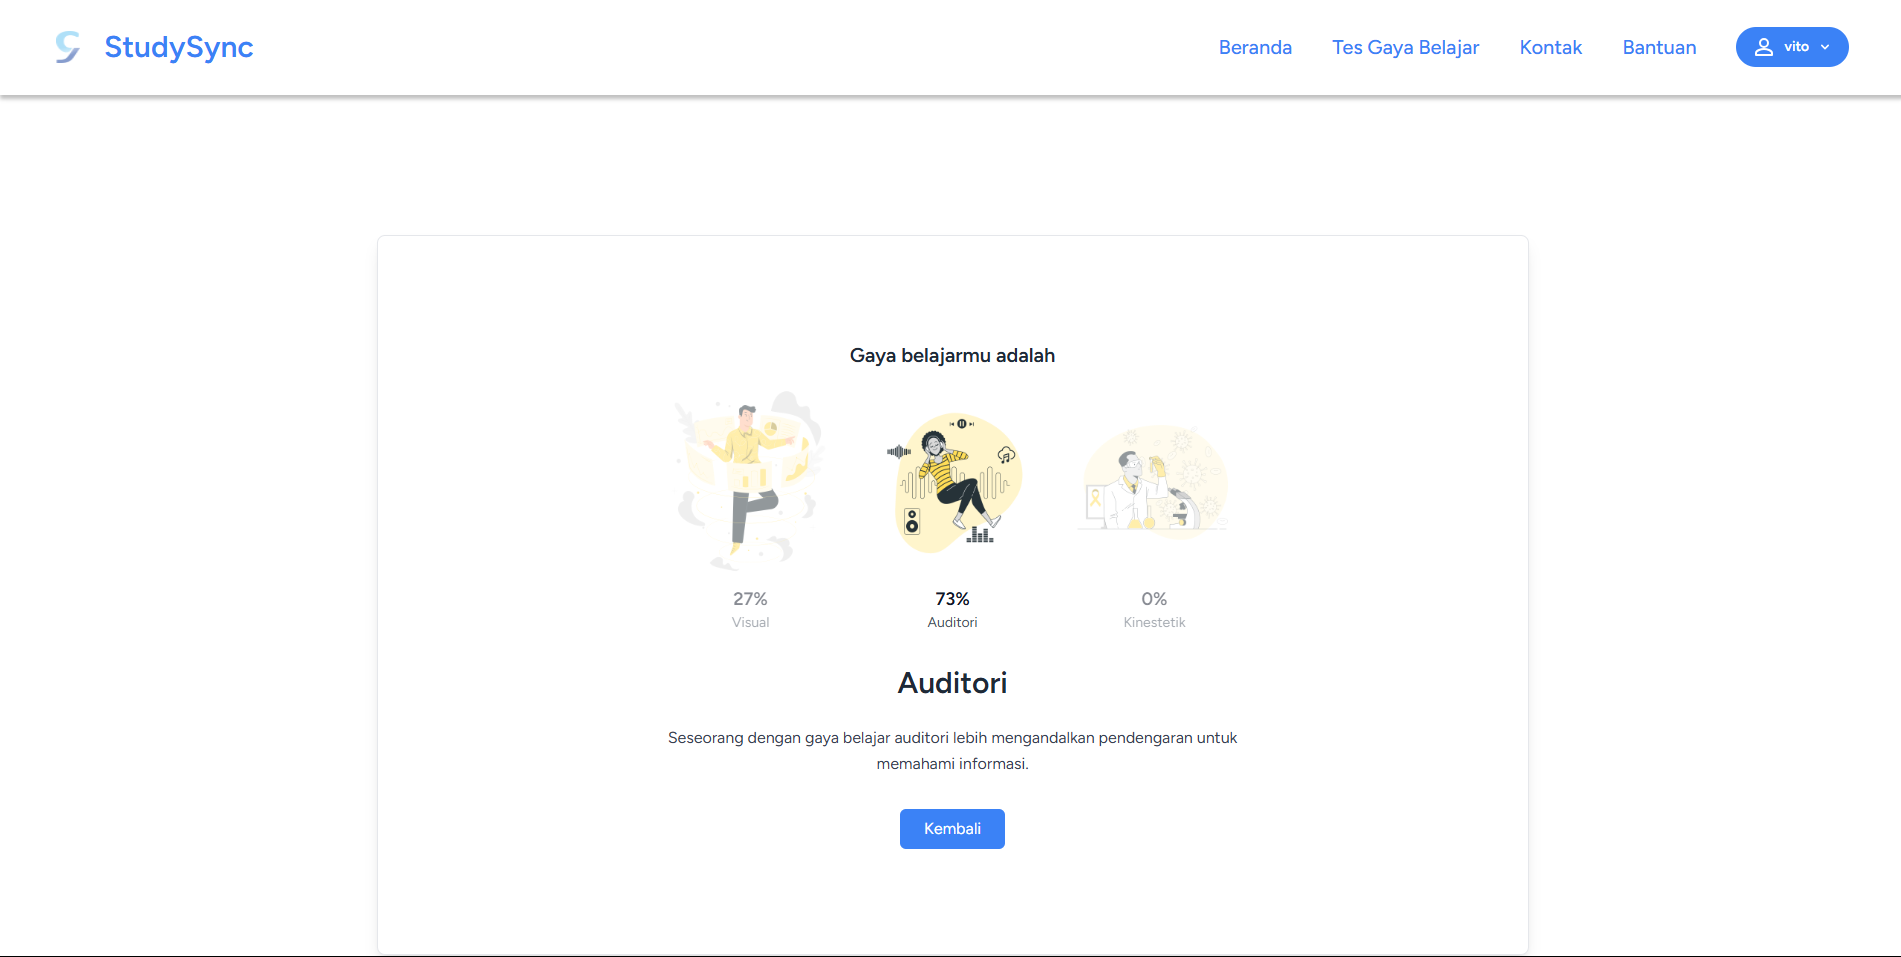 StudySync
Beranda
Tes Gaya Belajar
Kontak
Bantuan
vito
Gaya belajarmu adalah
27%
Visual
73%
Auditori
0%
Kinestetik
Auditori
Seseorang dengan gaya belajar auditori lebih mengandalkan pendengaran untuk
memahami informasi.
Kembali